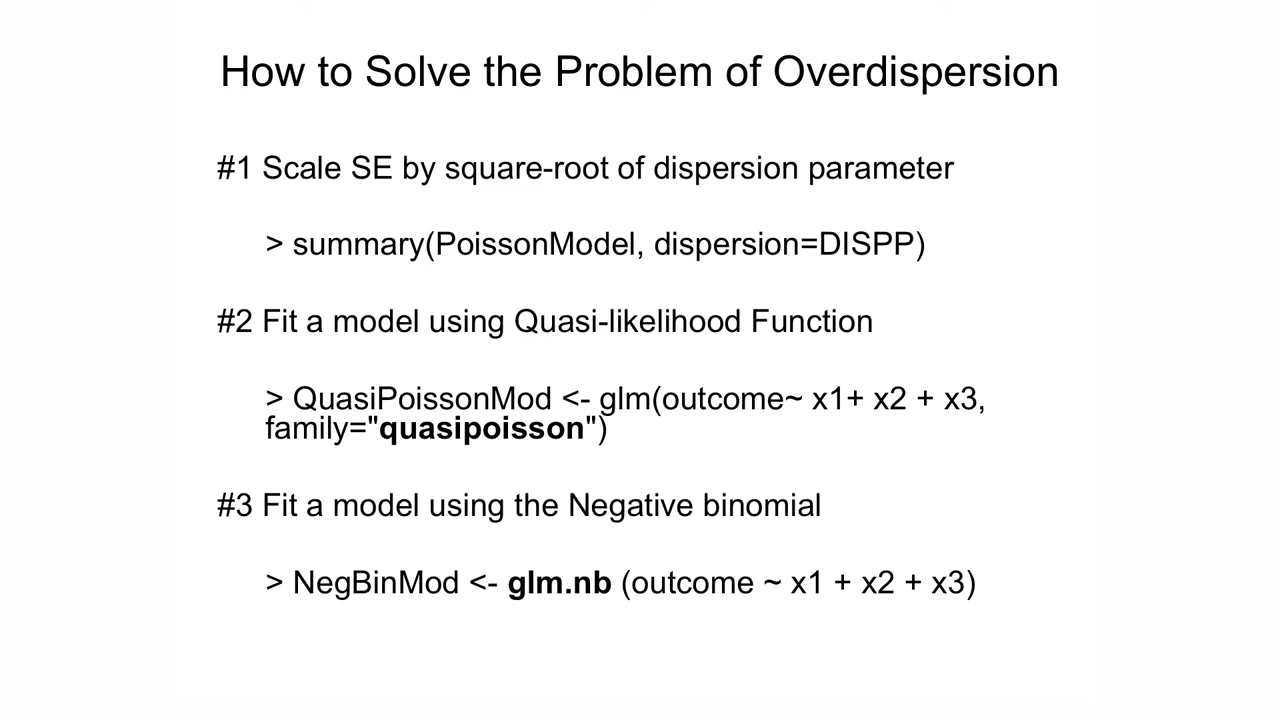 How to Solve the Problem of Overdispersion
#1 Scale SE by square-root of dispersion parameter
> summary(PoissonModel, dispersion=DISPP)
#2 Fit a model using Quasi-likelihood Function
> QuasiPoissonMod <- glm(outcome~ x1+ x2 + x3,
family="quasipoisson")
#3 Fit a model using the Negative binomial
> NegBinMod <- glm.nb (outcome ~ x1 + x2 + x3)